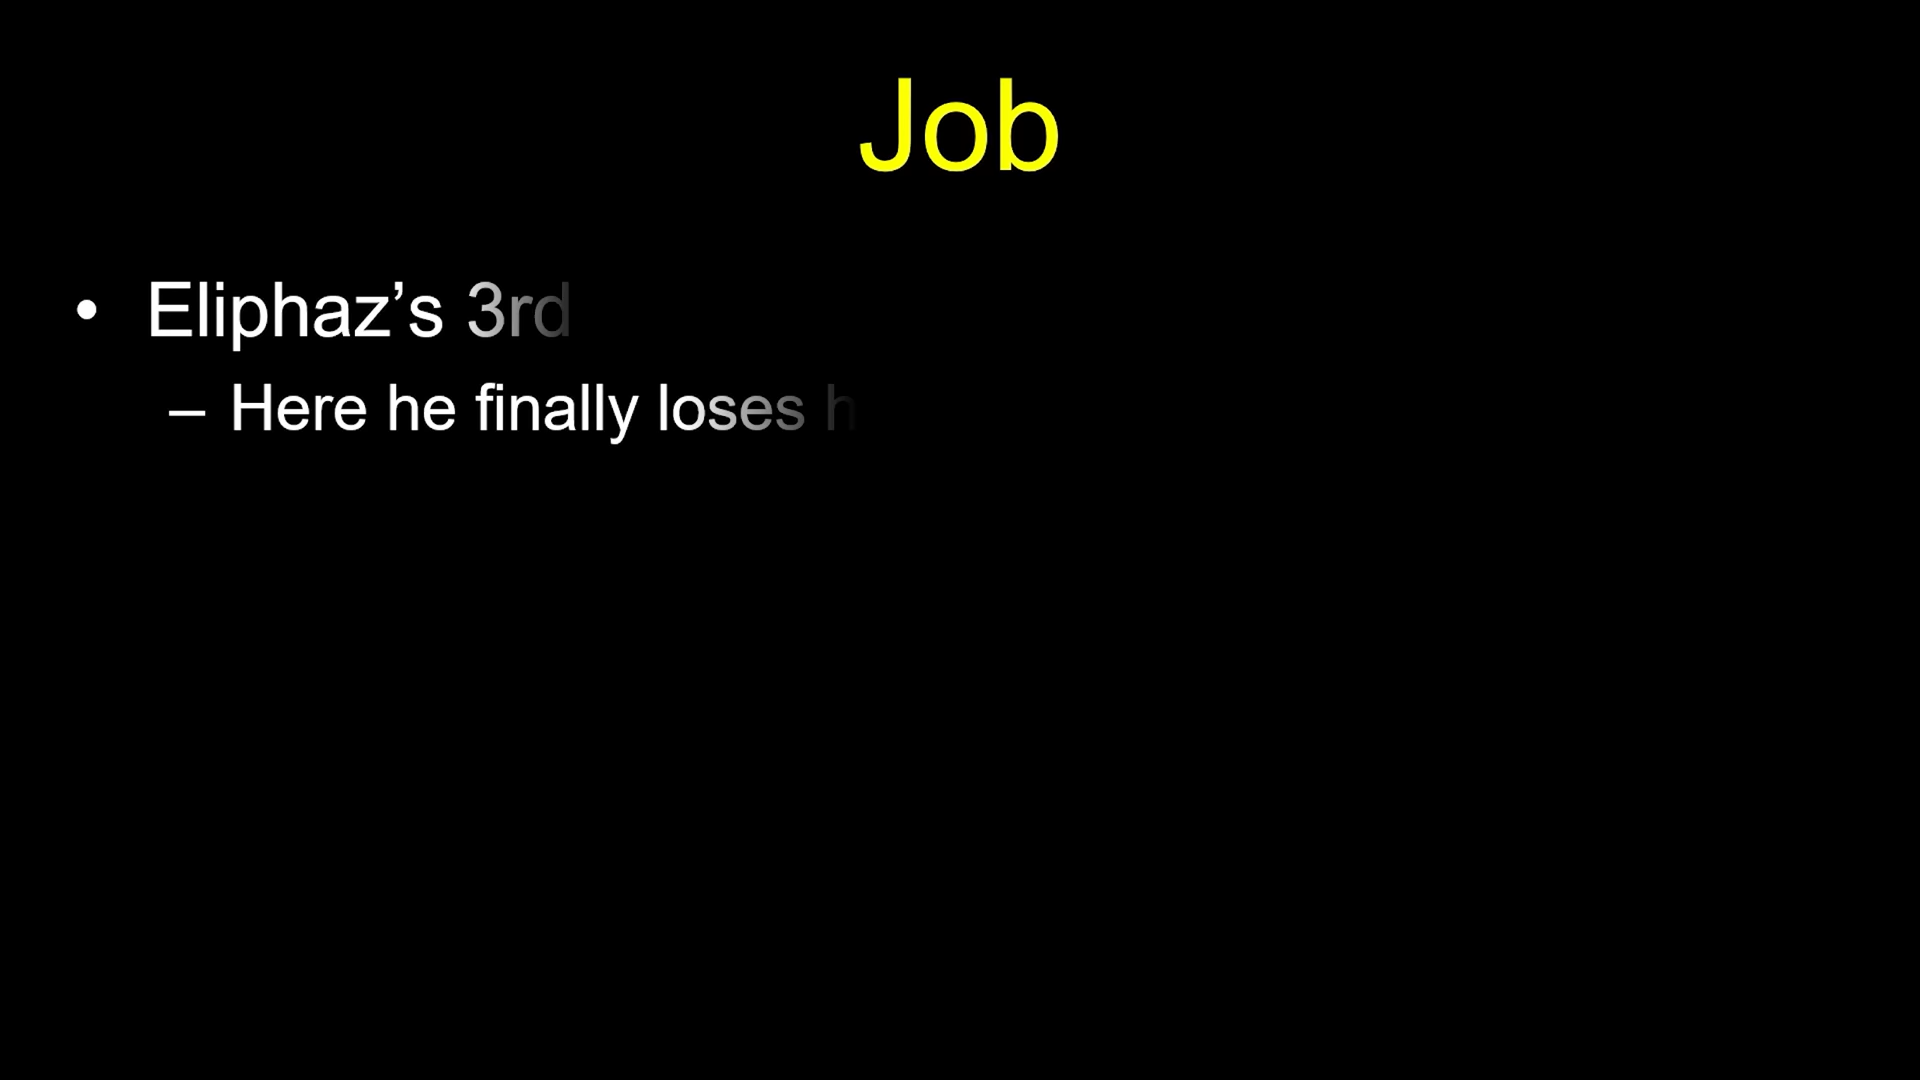 Job
• Eliphaz’s 3rd
– Here he finally loses h